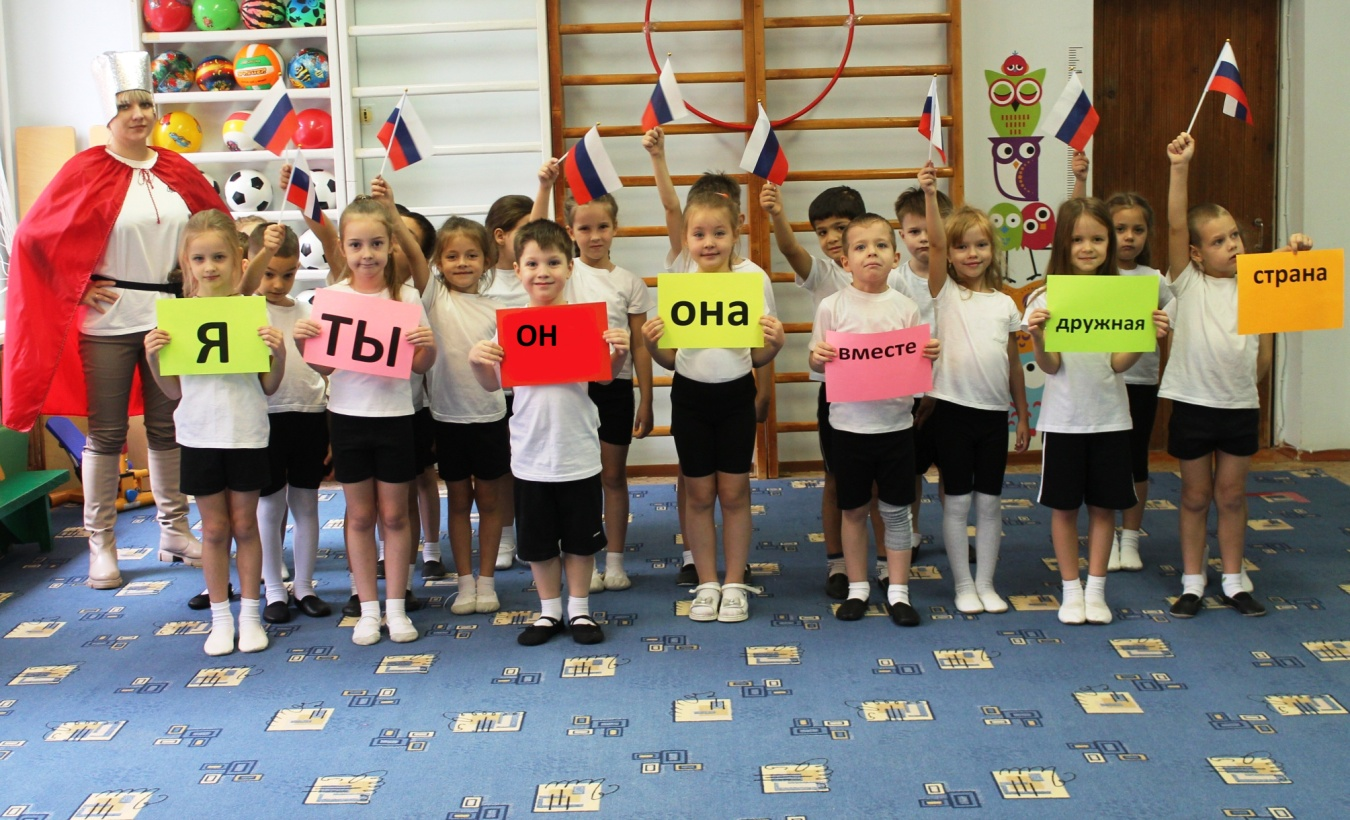 Я
ТЫ
он
она
вместе
дружная
страна